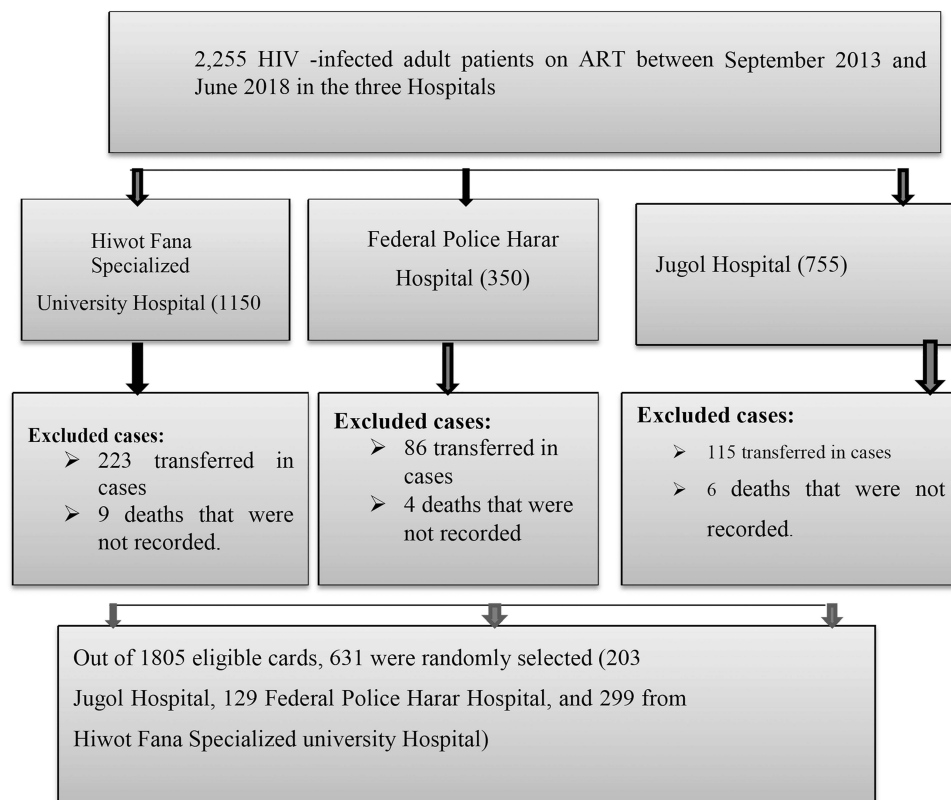 2,255 HIV -infected adult patients on ART between September 2013 and
June 2018 in the three Hospitals
Hiwot Fana
Specialized
University Hospital (1150
Federal Police Harar
Hospital (350)
Jugol Hospital (755)
Excluded cases:
➢ 223 transferred in
cases
➢ 9 deaths that were
not recorded.
Excluded cases:
➢ 86 transferred in
cases
➢ 4 deaths that were
not recorded
Excluded cases:
➢ 115 transferred in cases
➢ 6 deaths that were not
recorded.
Out of 1805 eligible cards, 631 were randomly selected (203
Jugol Hospital, 129 Federal Police Harar Hospital, and 299 from
Hiwot Fana Specialized university Hospital)